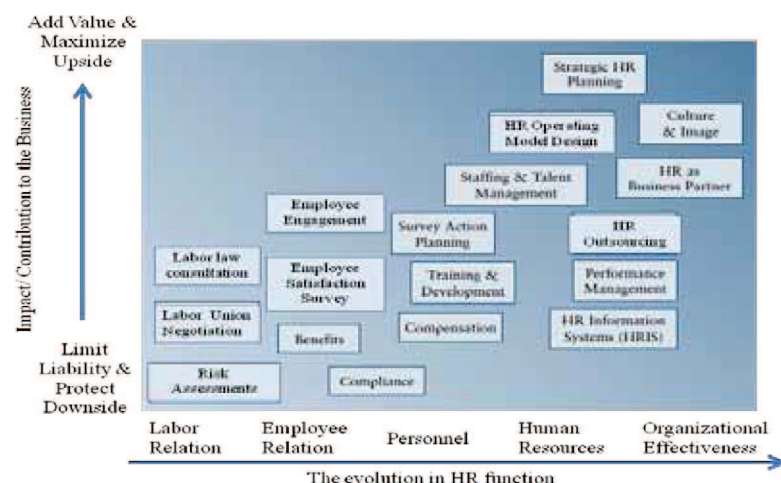 Add Value &
Maximize
Upside
Impact/ Contribution to the Business
Limit
Liability &
Protect
Downside
Strategic HR
Planning
HR Operating
Model Design
Culture
& Image
Staffing & Talent
Management
HR as
Business Partner
Employee
Engagement
Survey Action
Planning
HR
Outsourcing
Labor law
consultation
Employee
Satisfaction
Survey
Training &
Development
Performance
Management
Labor Union
Negotiation
Benefits
Compensation
HR Information
Systems (HRIS)
Risk
Assessments
Compliance
Labor
Relation
Employee
Relation
Personnel
Human
Resources
Organizational
Effectiveness
The evolution in HR function